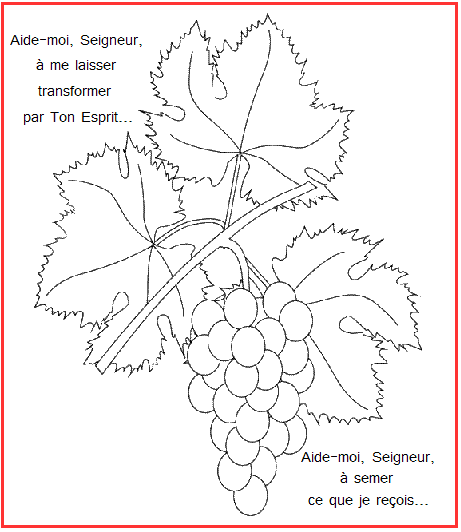 Aide-moi, Seigneur,
à me laisser
transformer
par Ton Esprit...
Aide-moi, Seigneur,
à semer
ce que je reçois...